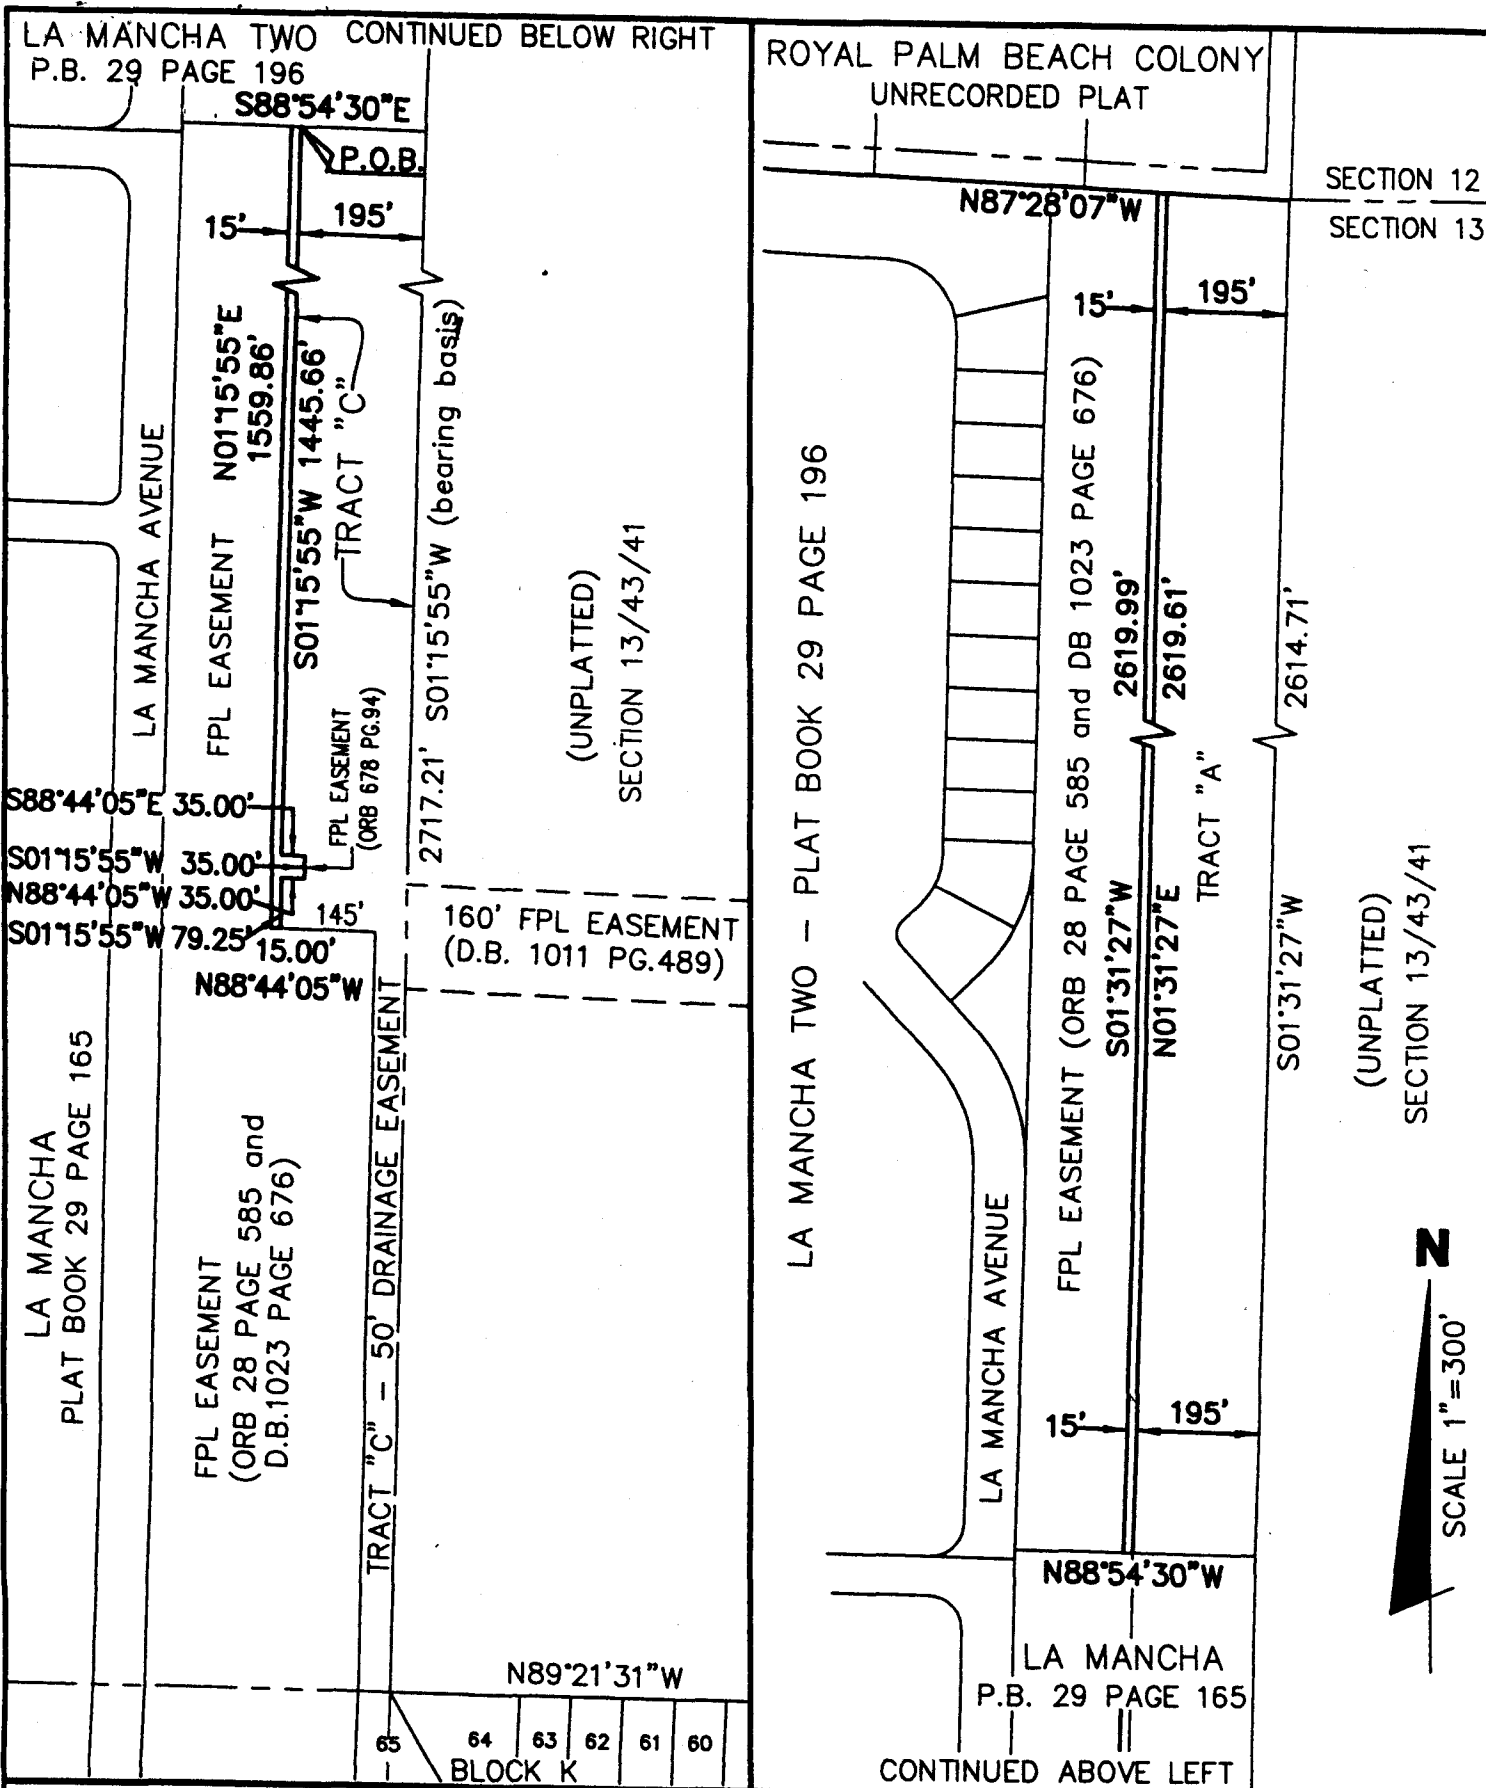 LA MANCHA TWO CONTINUED BELOW RIGHT
P.B. 29 PAGE 196
S88°54'30"E
P.O.B.
15'
195'
N01°15'55"E
1559.86'
S01°15'55"W 1445.66'
TRACT "C"
2717.21' S01°15'55"W (bearing basis)
LA MANCHA AVENUE
FPL EASEMENT
(UNPLATTED)
SECTION 13/43/41
FPL EASEMENT
(ORB 678 PG.94)
S88°44'05"E 35.00'
S01°15'55"W 35.00'
N88°44'05"W 35.00'
S01°15'55"W 79.25'
15.00'
N88°44'05"W
145'
160' FPL EASEMENT
(D.B. 1011 PG.489)
LA MANCHA
PLAT BOOK 29 PAGE 165
FPL EASEMENT
(ORB 28 PAGE 585 and
D.B.1023 PAGE 676)
TRACT "C" - 50' DRAINAGE EASEMENT
N89°21'31"W
65
64
63
62
61
60
BLOCK K
ROYAL PALM BEACH COLONY
UNRECORDED PLAT
SECTION 12
SECTION 13
N87°28'07"W
15'
195'
LA MANCHA TWO - PLAT BOOK 29 PAGE 196
FPL EASEMENT (ORB 28 PAGE 585 and DB 1023 PAGE 676)
S01°31'27"W
2619.99'
N01°31'27"E
2619.61'
TRACT "A"
S01°31'27"W
2614.71'
(UNPLATTED)
SECTION 13/43/41
LA MANCHA AVENUE
15'
195'
N88°54'30"W
LA MANCHA
P.B. 29 PAGE 165
CONTINUED ABOVE LEFT
N
SCALE 1"=300'